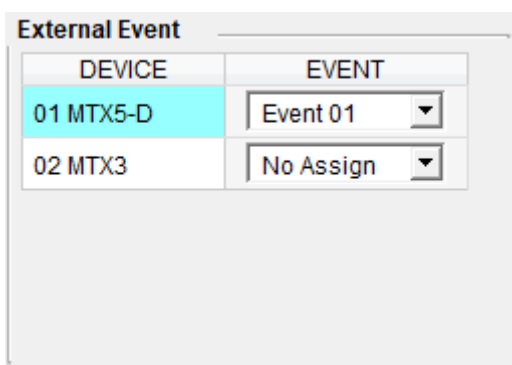 External Event
DEVICE EVENT
01 MTX5-D Event 01
02 MTX3 No Assign